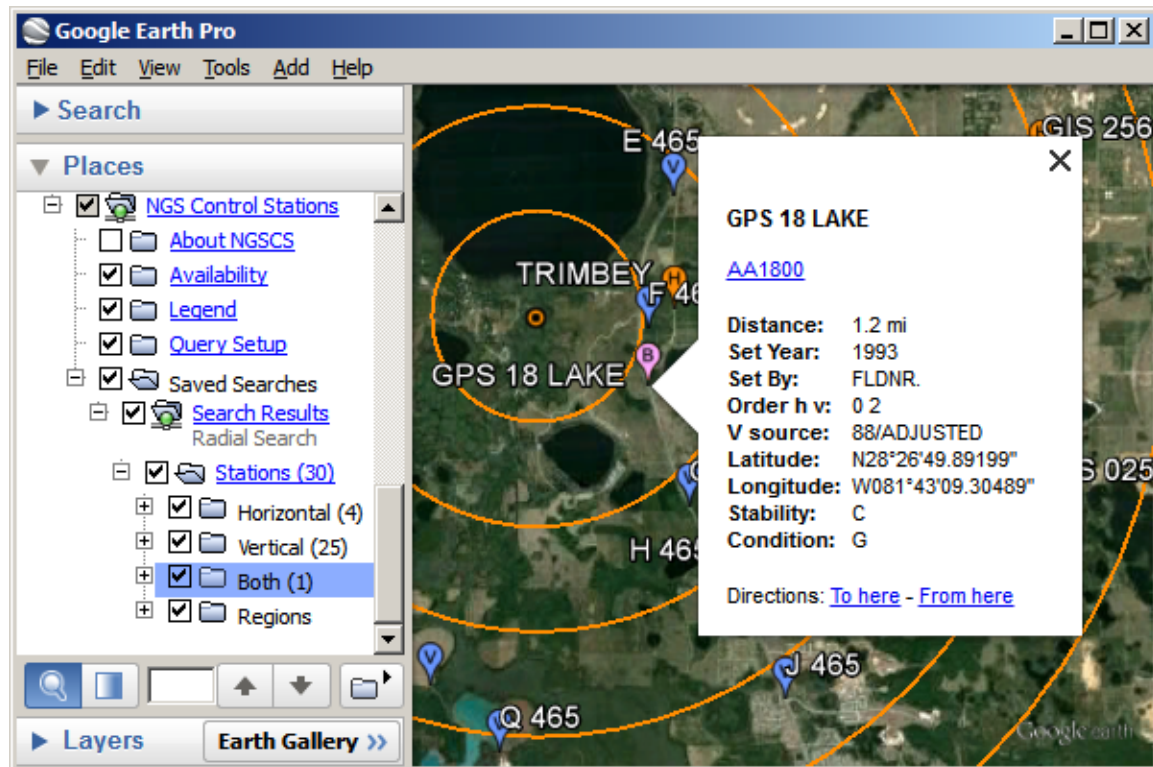 Google Earth Pro
File Edit View Tools Add Help
Search
Places
NGS Control Stations
About NGSCS
Availability
Legend
Query Setup
Saved Searches
Search Results
Radial Search
Stations (30)
Horizontal (4)
Vertical (25)
Both (1)
Regions
Layers
Earth Gallery >>
E 465
V
GIS 256
TRIMBEY
H
F 46
GPS 18 LAKE
B
H 465
S 025
V
J 465
Q 465
Google earth
GPS 18 LAKE
AA1800
Distance: 1.2 mi
Set Year: 1993
Set By: FLDNR.
Order h v: 0 2
V source: 88/ADJUSTED
Latitude: N28°26'49.89199"
Longitude: W081°43'09.30489"
Stability: C
Condition: G
Directions: To here - From here